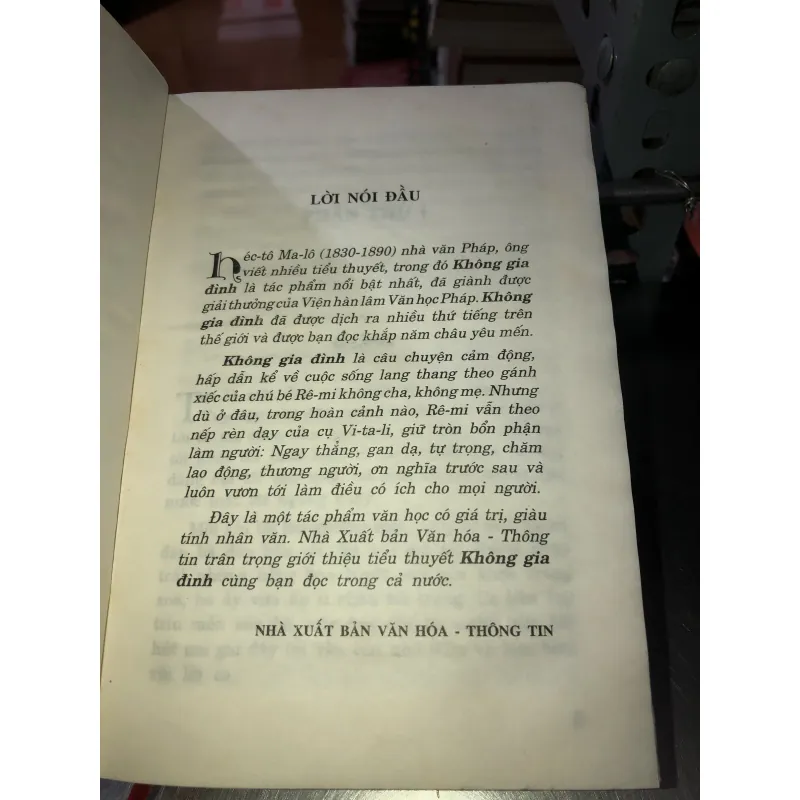 LỜI NÓI ĐẦU
Héc-tô Ma-lô (1830-1890) nhà văn Pháp, ông
viết nhiều tiểu thuyết, trong đó Không gia
đình là tác phẩm nổi bật nhất, đã giành được
giải thưởng của Viện hàn lâm Văn học Pháp. Không
gia đình đã được dịch ra nhiều thứ tiếng trên
thế giới và được bạn đọc khắp năm châu yêu mến.
Không gia đình là câu chuyện cảm động,
hấp dẫn kể về cuộc sống lang thang theo gánh
xiếc của chú bé Rê-mi không cha, không mẹ. Nhưng
dù ở đâu, trong hoàn cảnh nào, Rê-mi vẫn theo
nếp rèn dạy của cụ Vi-ta-li, giữ tròn bổn phận
làm người: Ngay thẳng, gan dạ, tự trọng, chăm
lao động, thương người, ơn nghĩa trước sau và
luôn vươn tới làm điều có ích cho mọi người.
Đây là một tác phẩm văn học có giá trị, giàu
tính nhân văn. Nhà Xuất bản Văn hóa - Thông
tin trân trọng giới thiệu tiểu thuyết Không gia
đình cùng bạn đọc trong cả nước.
NHÀ XUẤT BẢN VĂN HÓA - THÔNG TIN